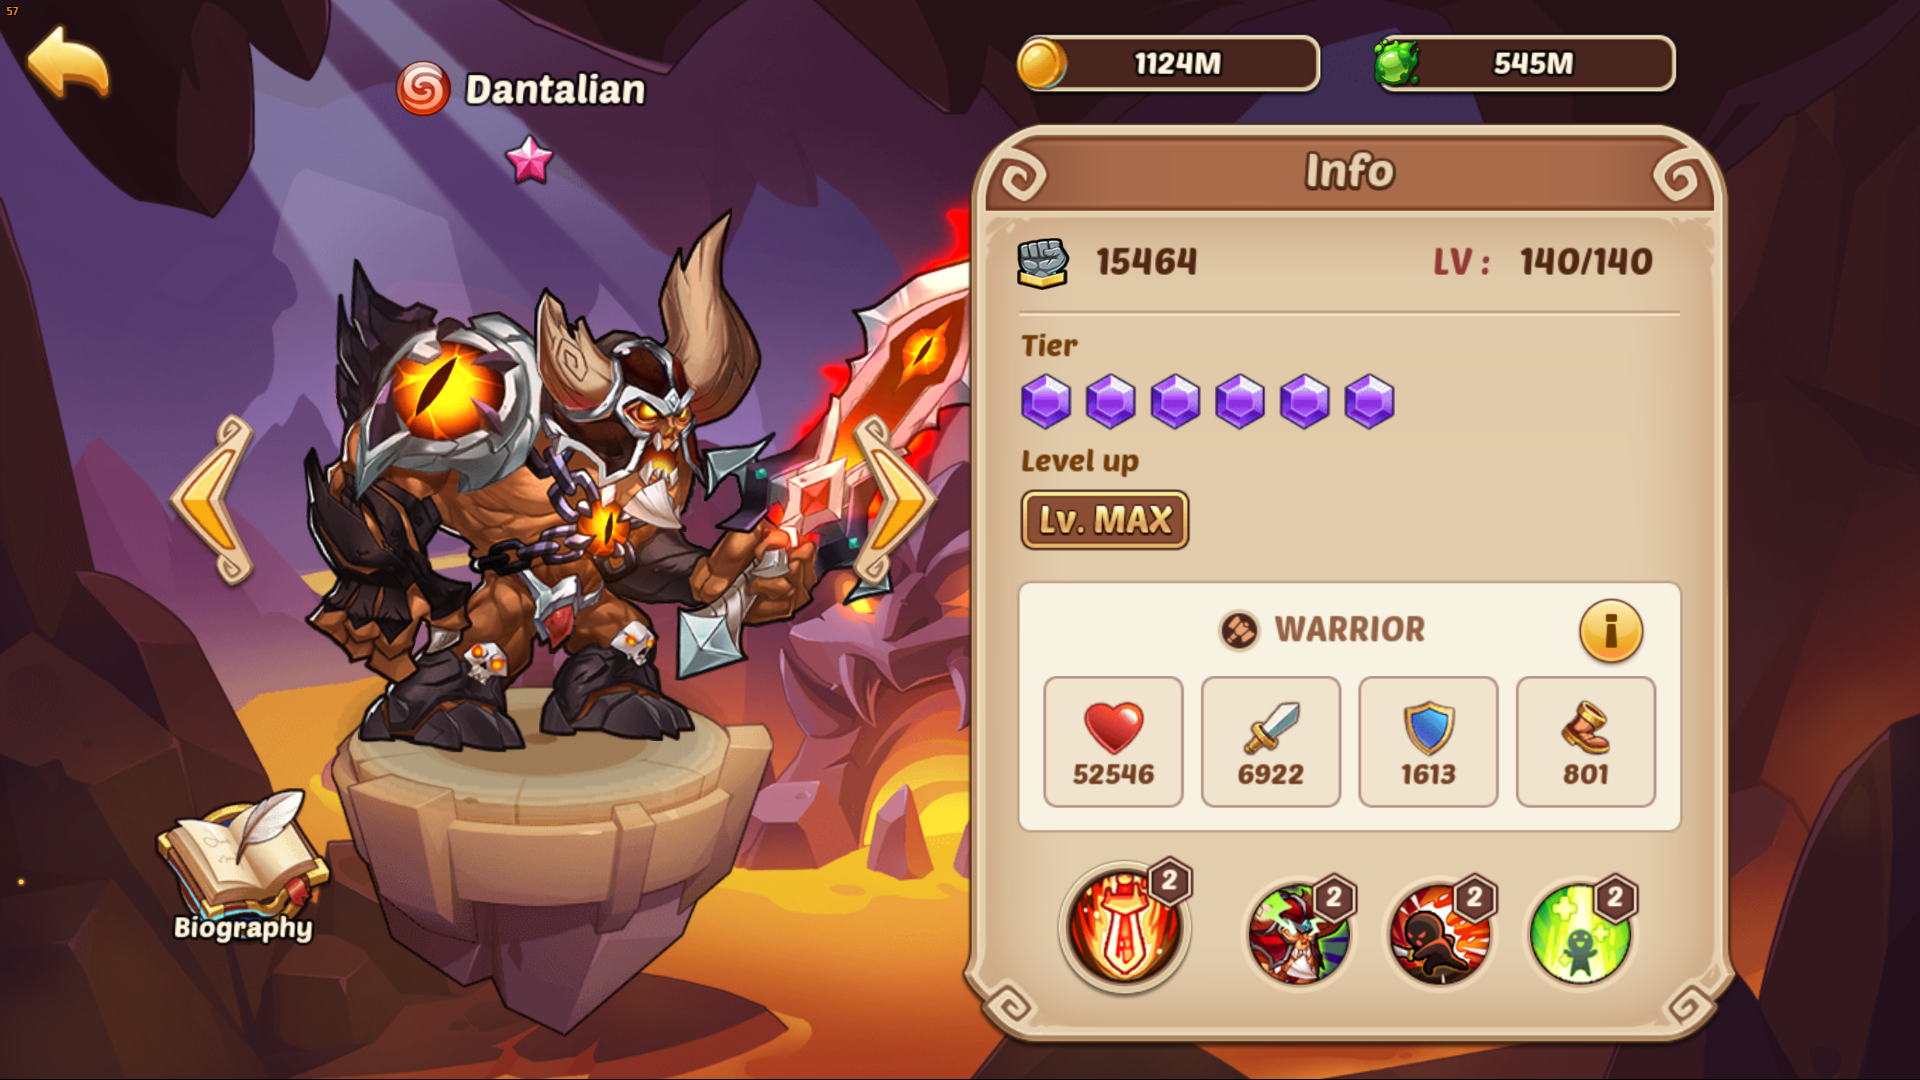 57
Dantalian
1124M
545M
Info
15464
LV : 140/140
Tier
Level up
Lv. MAX
WARRIOR
52546
6922
1613
801
2
2
2
2
Biography